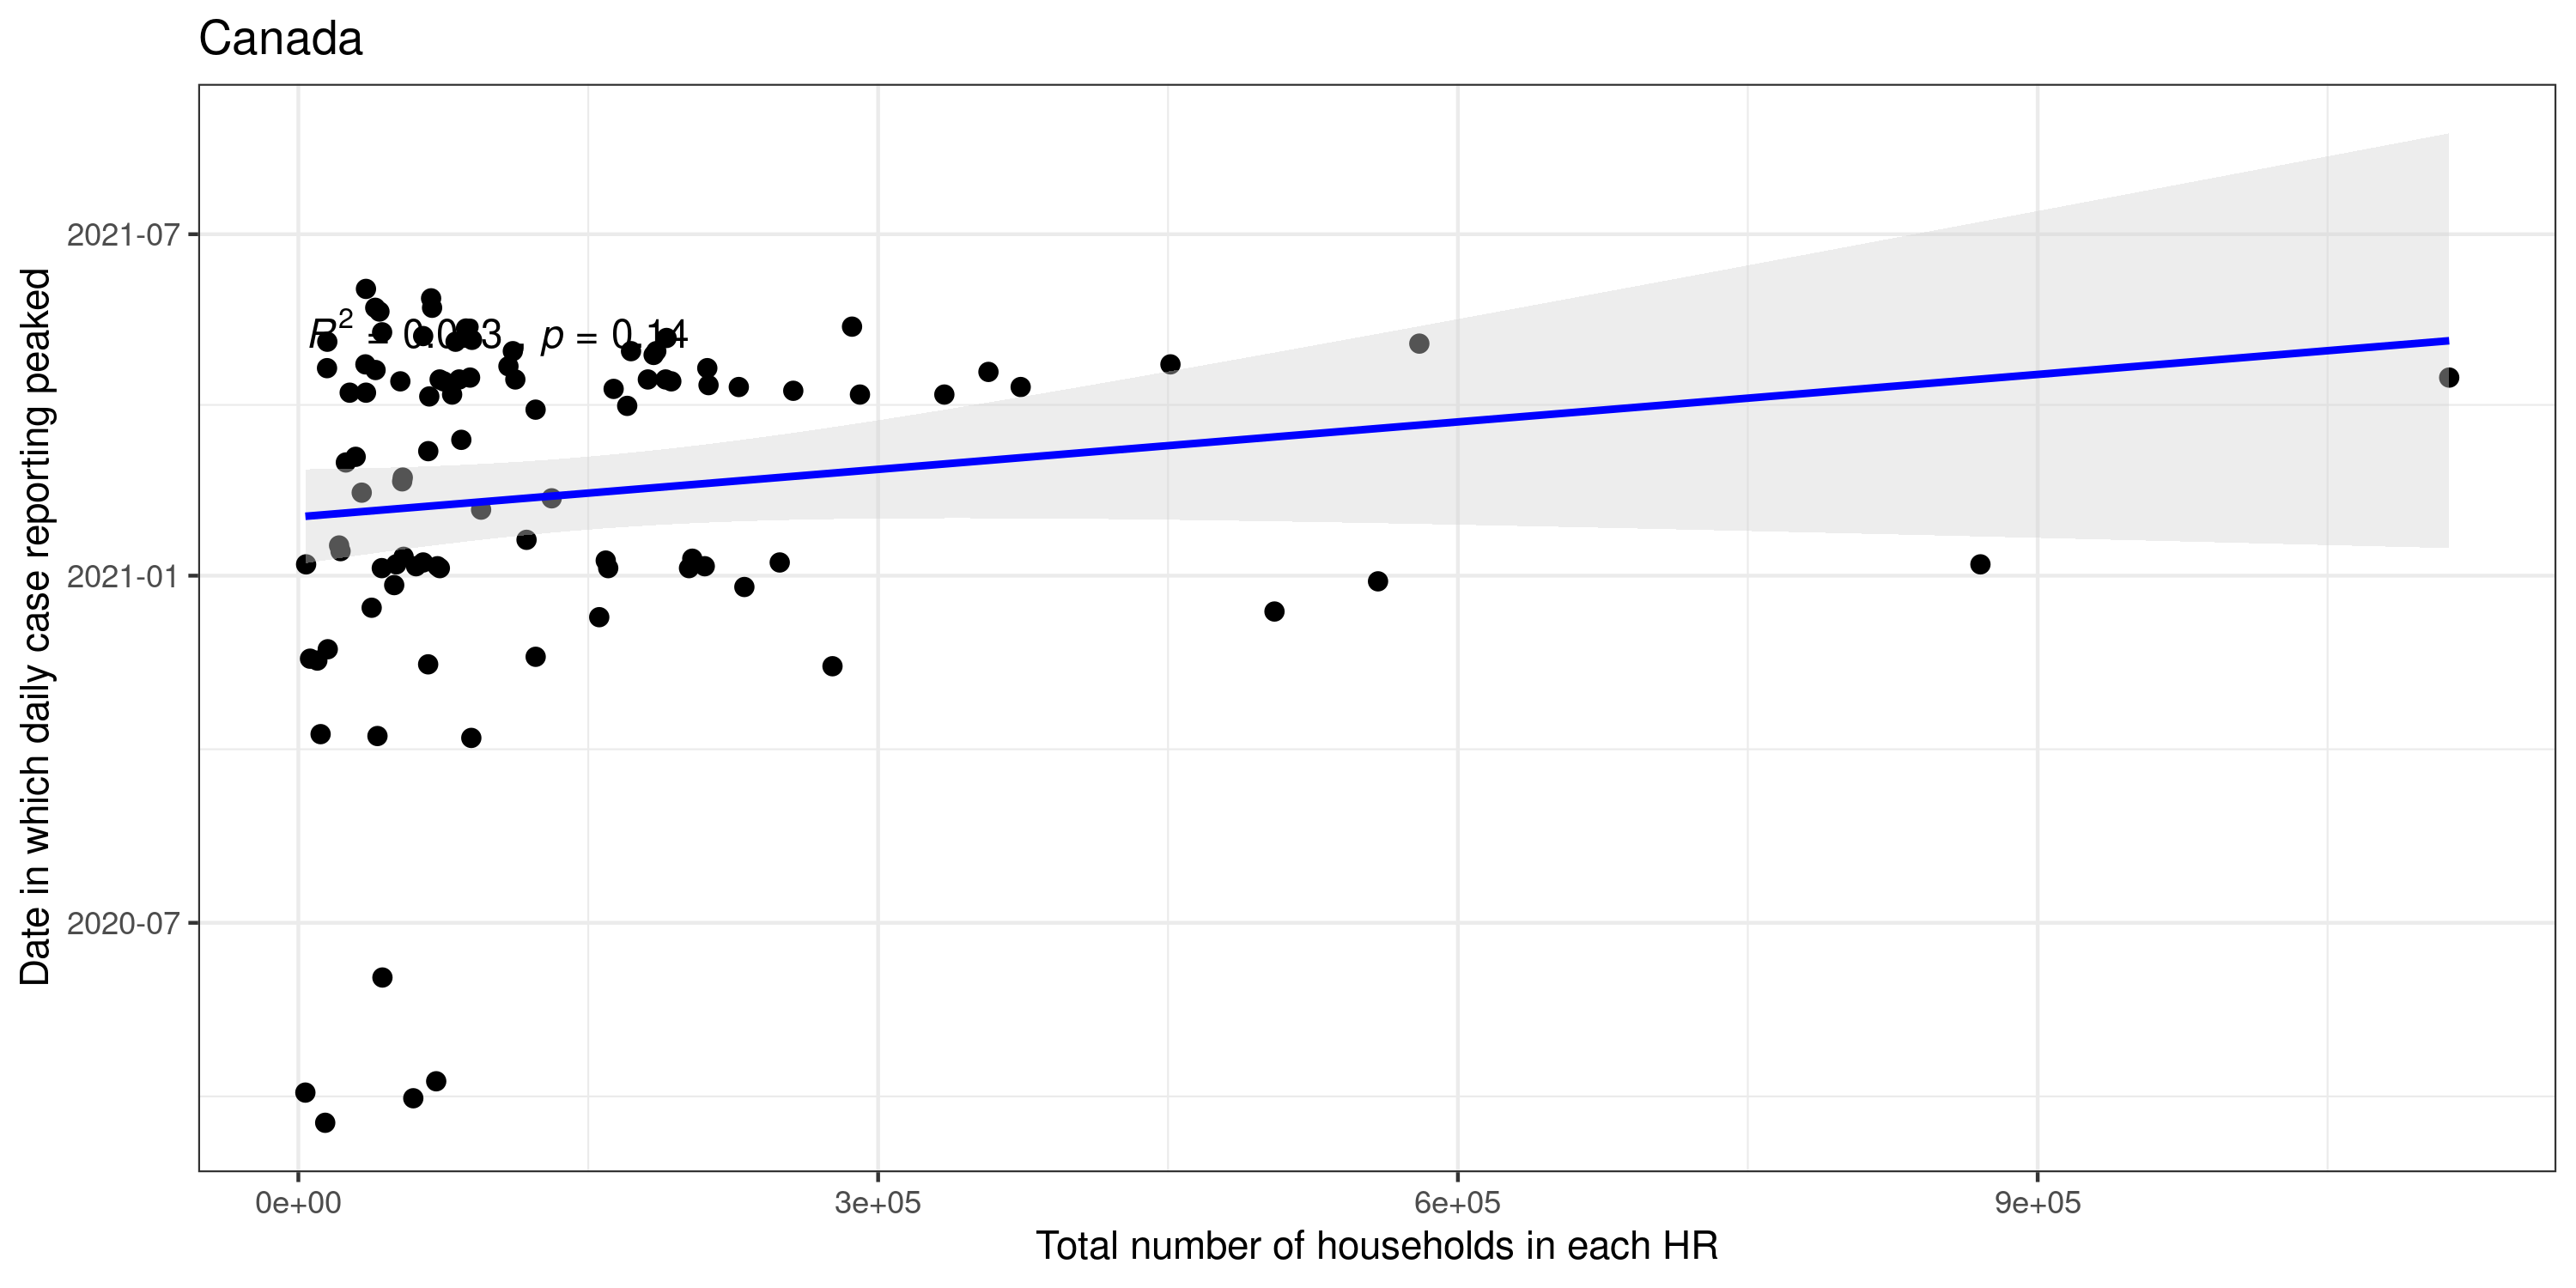 Canada
Date in which daily case reporting peaked
2021-07
2021-01
2020-07
R² = , p = 0.14
0e+00
3e+05
6e+05
9e+05
Total number of households in each HR